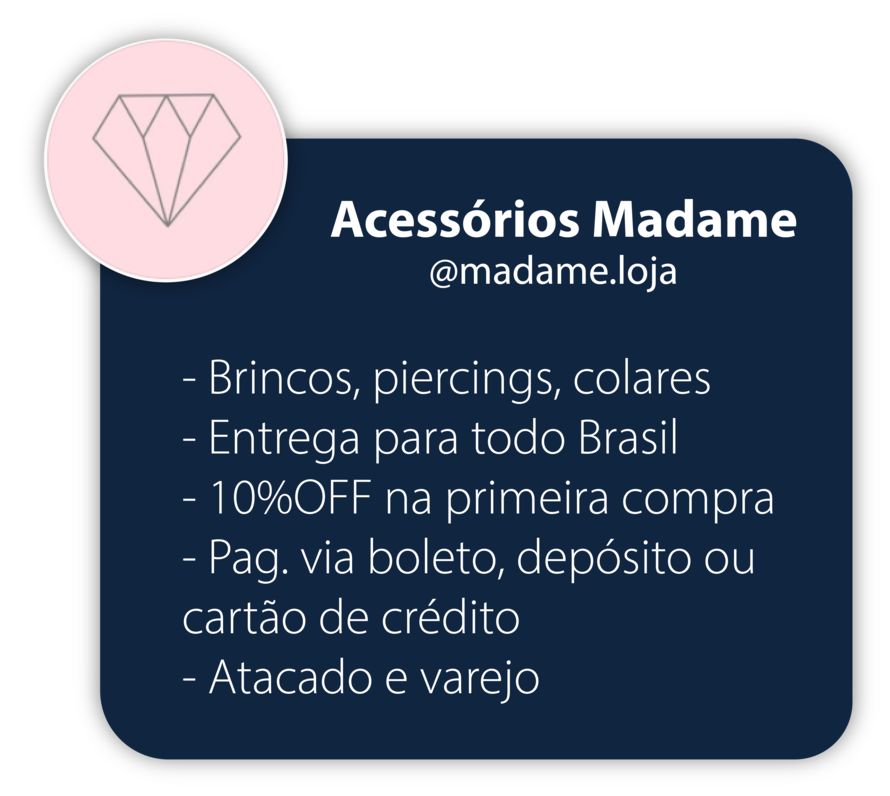 Acessórios Madame
@madame.loja
- Brincos, piercings, colares
- Entrega para todo Brasil
- 10%OFF na primeira compra
- Pag. via boleto, depósito ou
cartão de crédito
- Atacado e varejo